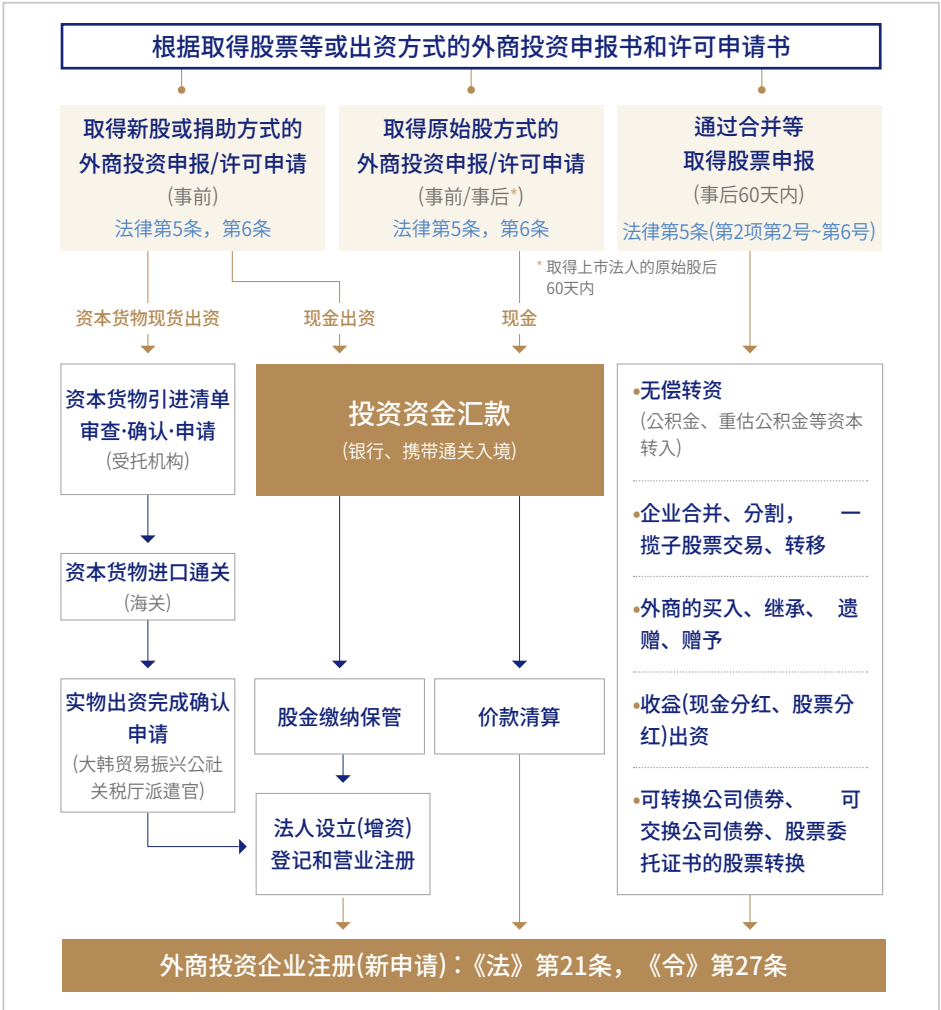 根据取得股票等或出资方式的外商投资申报书和许可申请书
取得新股或捐助方式的
外商投资申报/许可申请
(事前)
法律第5条，第6条
取得原始股方式的
外商投资申报/许可申请
(事前/事后*)
法律第5条，第6条
通过合并等
取得股票申报
(事后60天内)
法律第5条(第2项第2号~第6号)
* 取得上市法人的原始股后
60天内
资本货物现货出资
现金出资
现金
资本货物引进清单
审查·确认·申请
(受托机构)
投资资金汇款
(银行、携带通关入境)
资本货物进口通关
(海关)
实物出资完成确认
申请
(大韩贸易振兴公社
关税厅派遣官)
股金缴纳保管
价款清算
法人设立(增资)
登记和营业注册
•无偿转资
(公积金、重估公积金等资本
转入)
•企业合并、分割， 一
揽子股票交易、转移
•外商的买入、继承、 遗
赠、赠予
•收益(现金分红、股票分
红)出资
•可转换公司债券、 可
交换公司债券、股票委
托证书的股票转换
外商投资企业注册(新申请)：《法》第21条，《令》第27条